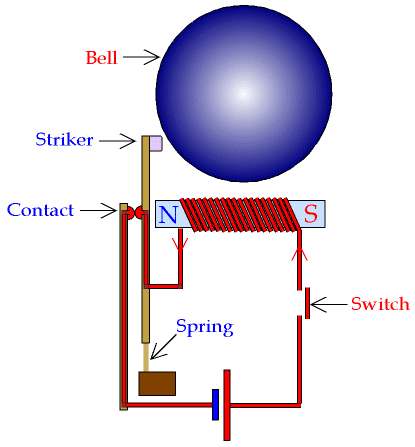 Bell
Striker
Contact
N
S
Switch
Spring